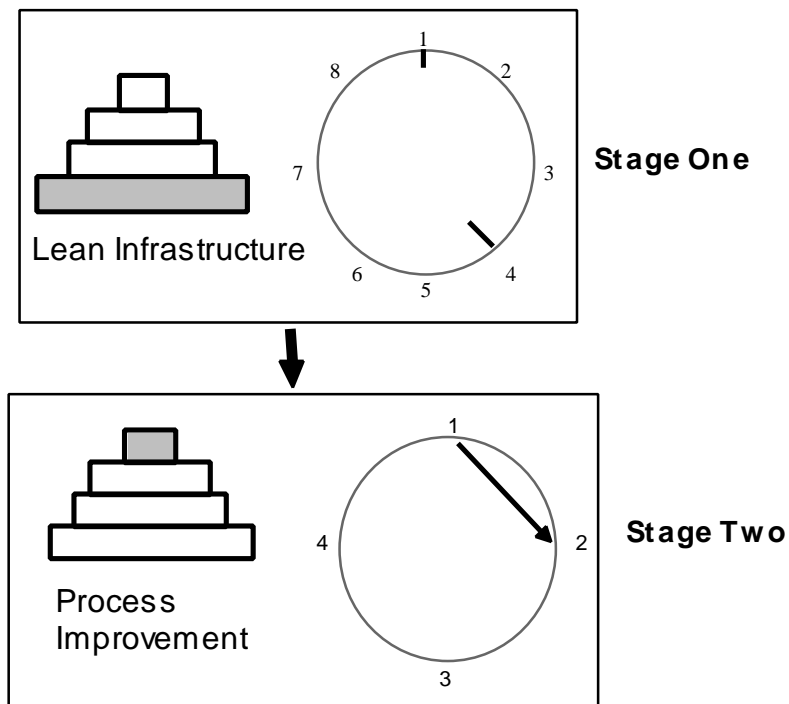 1
8
2
Stage One
7
3
Lean Infrastructure
6
4
5
1
Stage Two
4
2
Process
Improvement
3